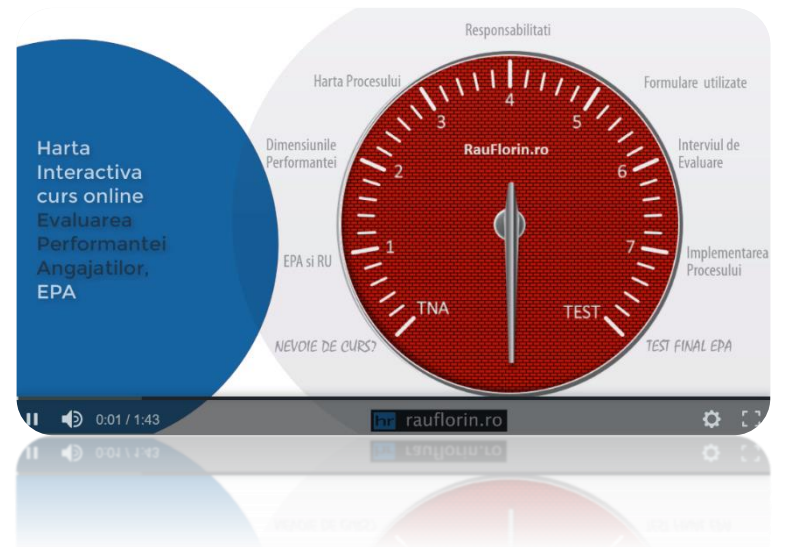 Harta
Interactiva
curs online
Evaluarea
Performantei
Angajatilor,
EPA
Responsabilitati
Harta Procesului
Formulare utilizate
Dimensiunile
Performantei
Interviul de
Evaluare
EPA si RU
Implementarea
Procesului
NEVOIE DE CURS?
TEST FINAL EPA
RauFlorin.ro
TNA
1
2
3
4
5
6
7
TEST
0:01 / 1:43
hr rauflorin.ro